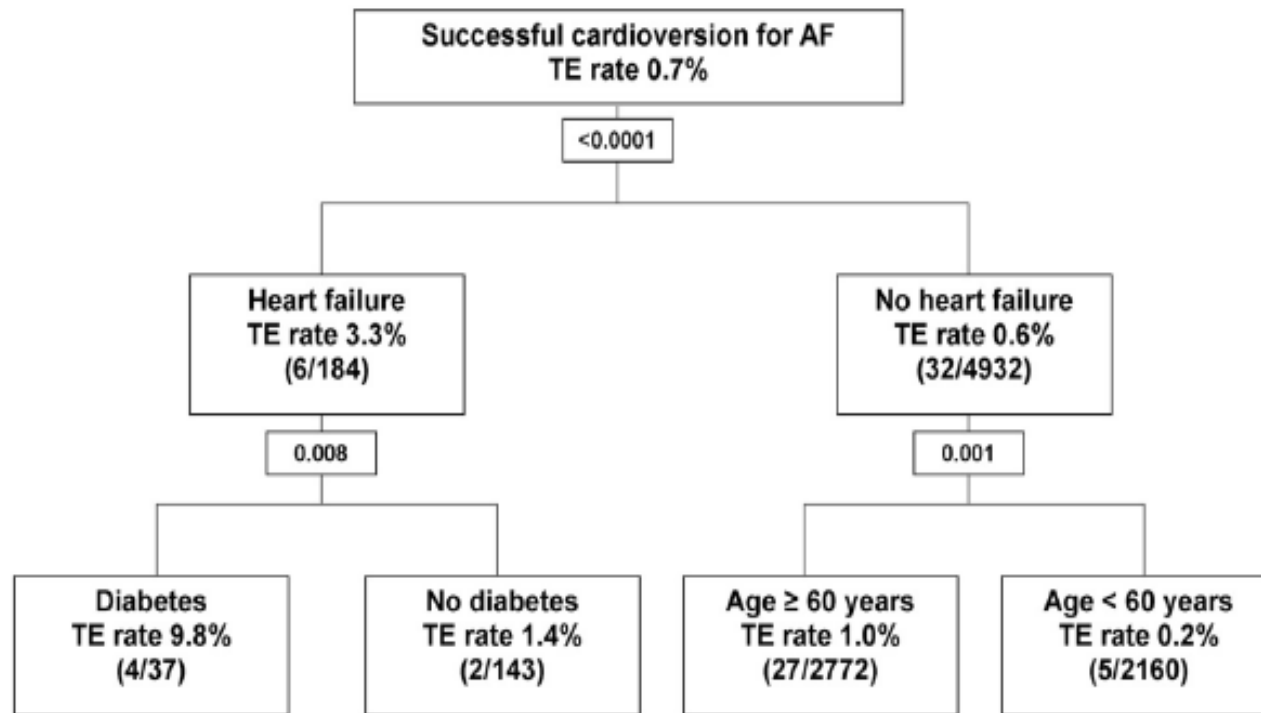 Successful cardioversion for AF
TE rate 0.7%
<0.0001
Heart failure
TE rate 3.3%
(6/184)
No heart failure
TE rate 0.6%
(32/4932)
0.008
0.001
Diabetes
TE rate 9.8%
(4/37)
No diabetes
TE rate 1.4%
(2/143)
Age ≥ 60 years
TE rate 1.0%
(27/2772)
Age < 60 years
TE rate 0.2%
(5/2160)